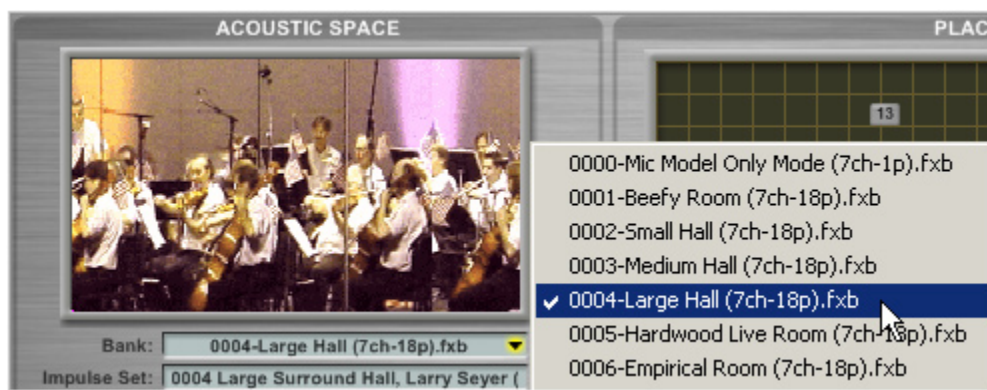 ACOUSTIC SPACE
PLAC
13
0000-Mic Model Only Mode (7ch-1p).fxb
0001-Beefy Room (7ch-18p).fxb
0002-Small Hall (7ch-18p).fxb
0003-Medium Hall (7ch-18p).fxb
0004-Large Hall (7ch-18p).fxb
0005-Hardwood Live Room (7ch-18p).fxb
0006-Empirical Room (7ch-18p).fxb
Bank: 0004-Large Hall (7ch-18p).fxb
Impulse Set: 0004 Large Surround Hall, Larry Seyer (